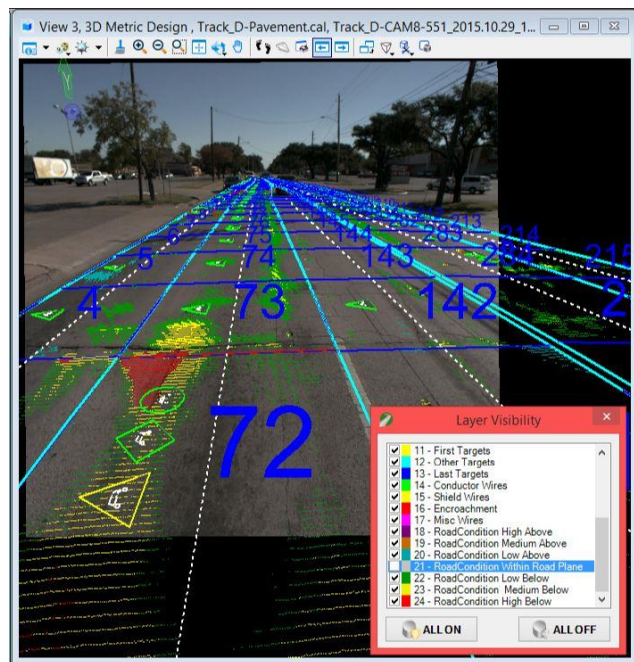 View 3, 3D Metric Design , Track_D-Pavement.cal, Track_D-CAM8-551_2015.10.29_1...
213
214
75
144
283
5
74
143
284
215
4
73
142
2
72
Layer Visibility
11 - First Targets
12 - Other Targets
13 - Last Targets
14 - Conductor Wires
15 - Shield Wires
16 - Encroachment
17 - Misc Wires
18 - RoadCondition High Above
19 - RoadCondition Medium Above
20 - RoadCondition Low Above
21 - RoadCondition Within Road Plane
22 - RoadCondition Low Below
23 - RoadCondition Medium Below
24 - RoadCondition High Below
ALL ON
ALL OFF